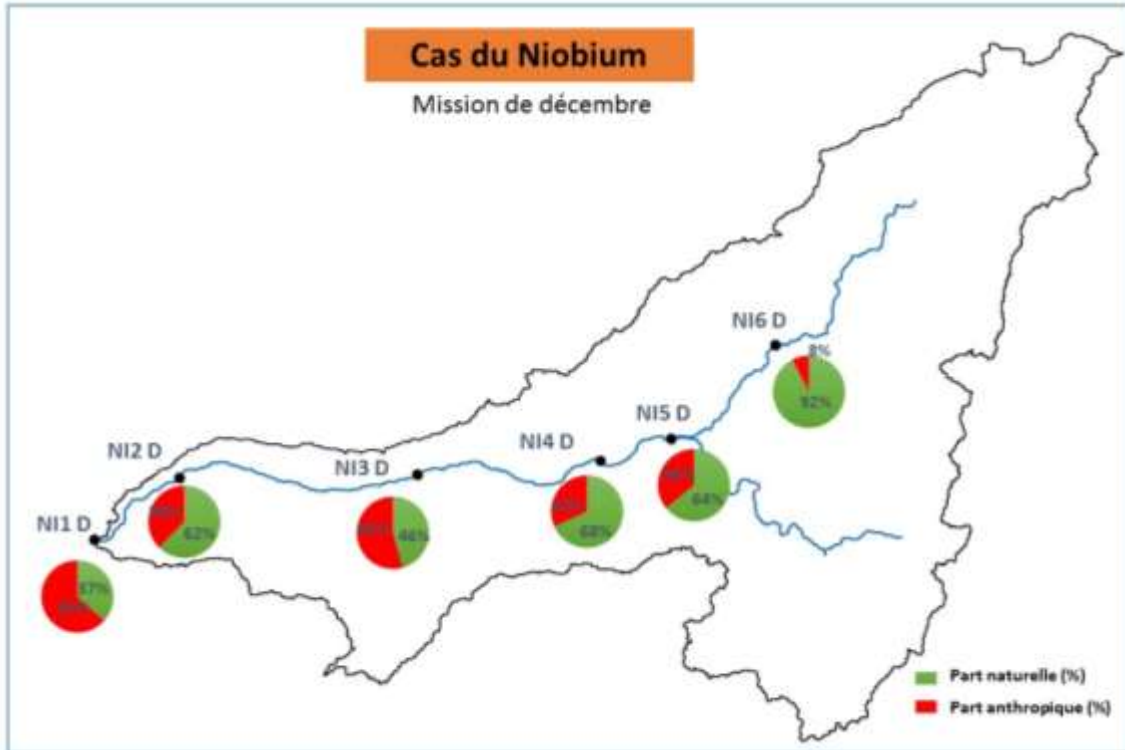 Cas du Niobium
Mission de décembre
NI6 D
8%
92%
NI5 D
64%
NI4 D
68%
NI3 D
46%
NI2 D
62%
NI1 D
37%
Part naturelle (%)
Part anthropique (%)